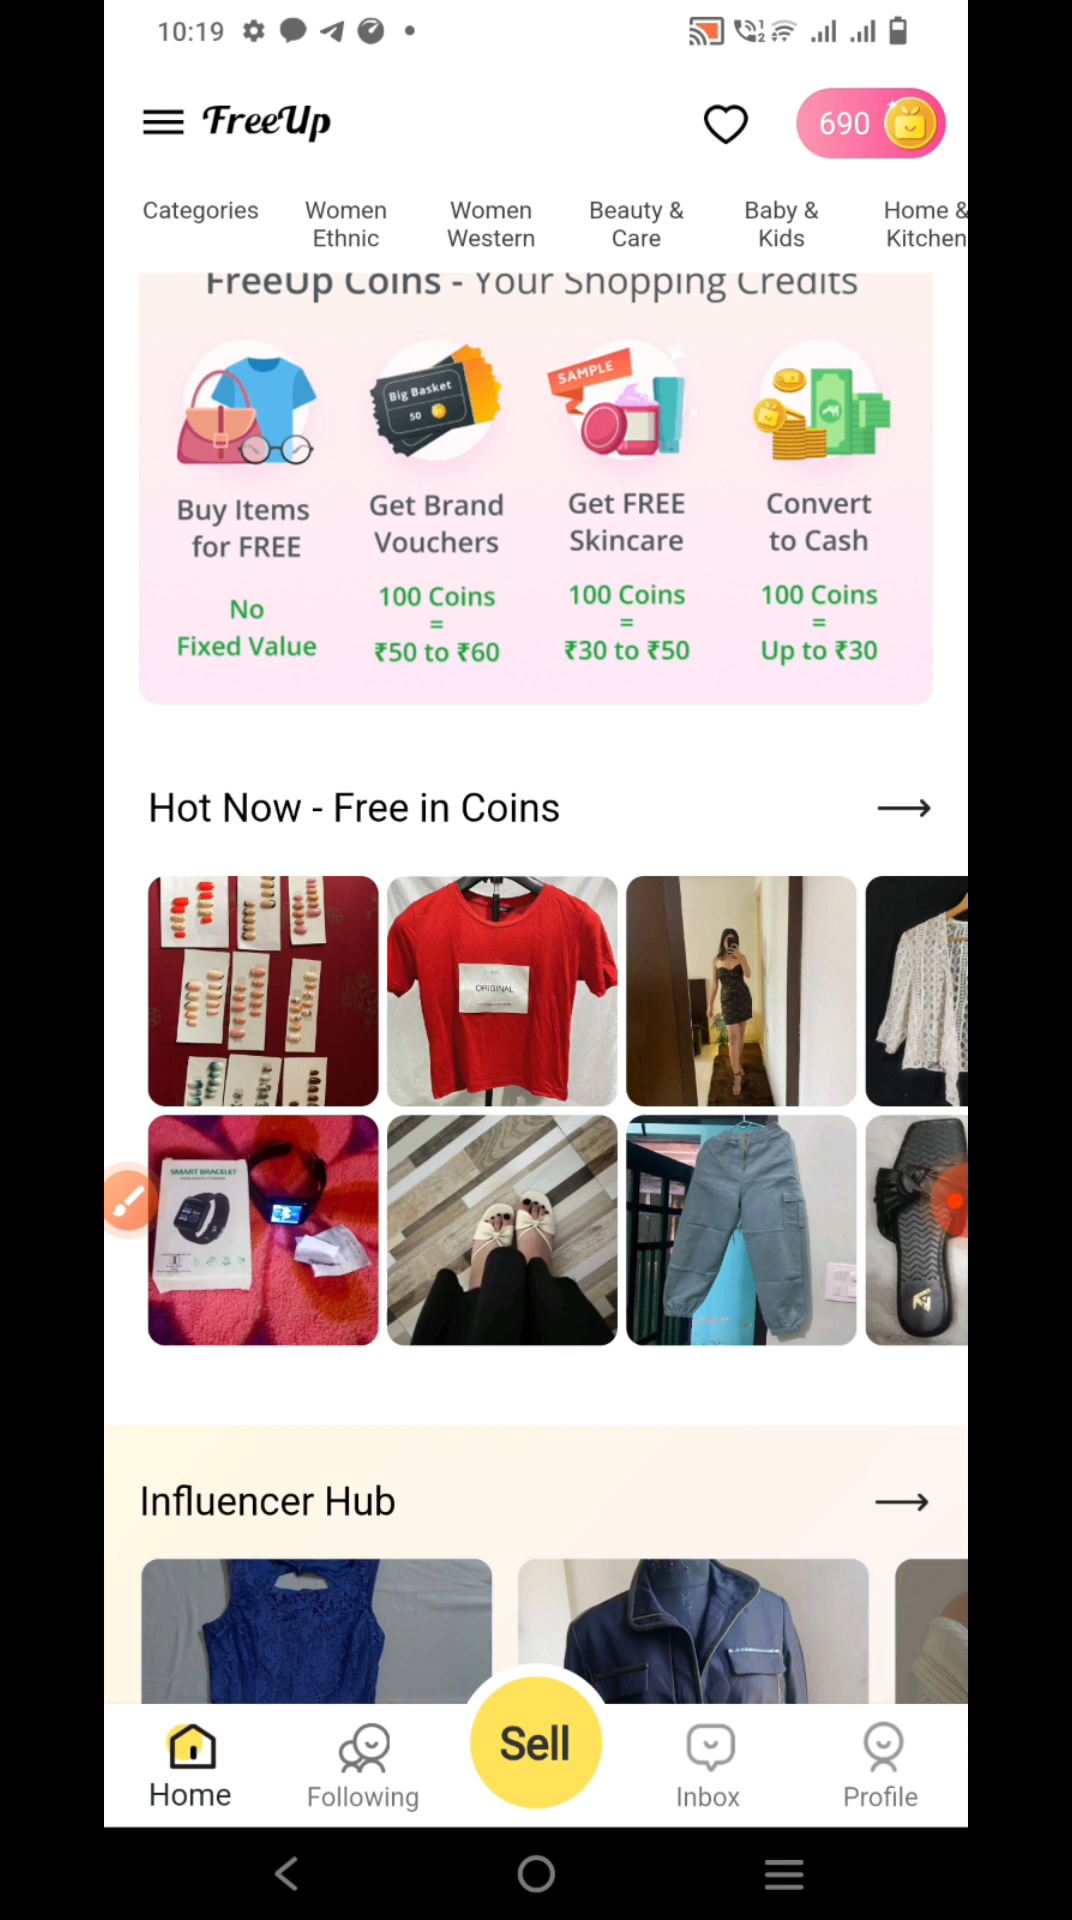 10:19
FreeUp
690
Categories
Women
Ethnic
Women
Western
Beauty &
Care
Baby &
Kids
Home &
Kitchen
FreeUp Coins - Your Shopping Credits
Big Basket
50
SAMPLE
Buy Items
for FREE
Get Brand
Vouchers
Get FREE
Skincare
Convert
to Cash
No
Fixed Value
100 Coins
=
₹50 to ₹60
100 Coins
=
₹30 to ₹50
100 Coins
=
Up to ₹30
Hot Now - Free in Coins
ORIGINAL
SMART BRACELET
Influencer Hub
Sell
Home
Following
Inbox
Profile